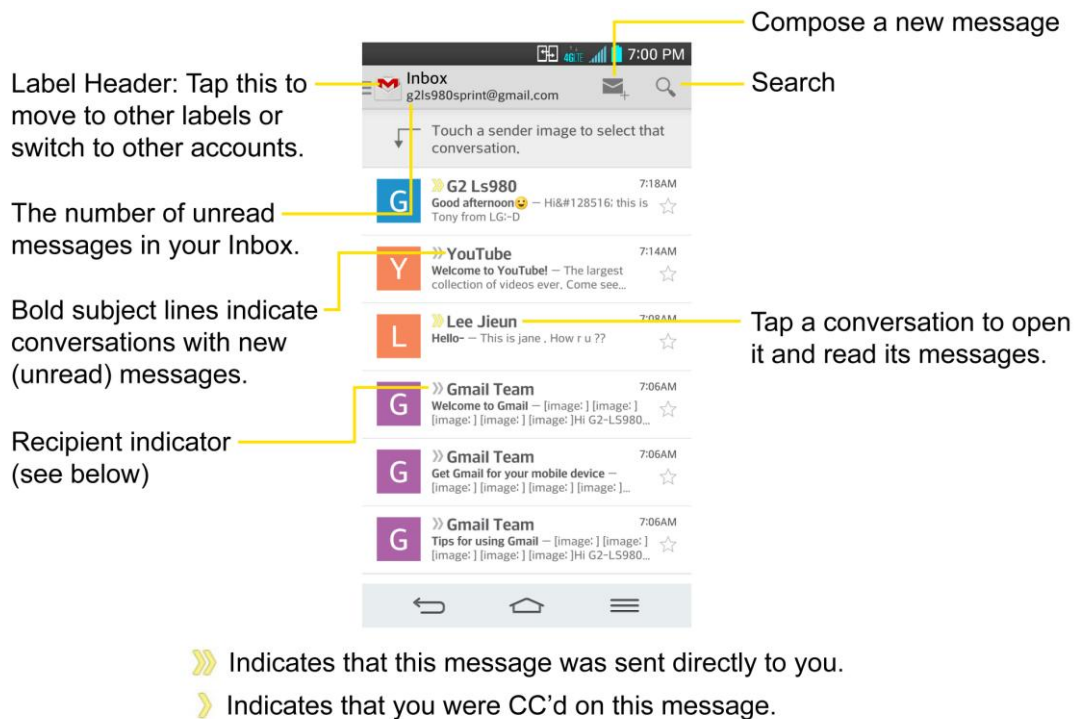 Compose a new message
Search
Label Header: Tap this to
move to other labels or
switch to other accounts.
The number of unread
messages in your Inbox.
Bold subject lines indicate
conversations with new
(unread) messages.
Recipient indicator
(see below)
4G LTE 7:00 PM
Inbox
g2ls980sprint@gmail.com
Touch a sender image to select that
conversation.
G
G2 Ls980 7:18AM
Good afternoon😉 – Hi&#128516; this is
Tony from LG:-D
Y
YouTube 7:14AM
Welcome to YouTube! – The largest
collection of videos ever. Come see...
L
Lee Jieun 7:08AM
Hello~ – This is jane . How r u ??
G
Gmail Team 7:06AM
Welcome to Gmail – [image: ] [image: ]
[image: ] [image: ] [image: ]Hi G2-LS980...
G
Gmail Team 7:06AM
Get Gmail for your mobile device –
[image: ] [image: ] [image: ] [image: ]...
G
Gmail Team 7:06AM
Tips for using Gmail – [image: ] [image: ]
[image: ] [image: ] [image: ]Hi G2-LS980...
Tap a conversation to open
it and read its messages.
Indicates that this message was sent directly to you.
Indicates that you were CC’d on this message.